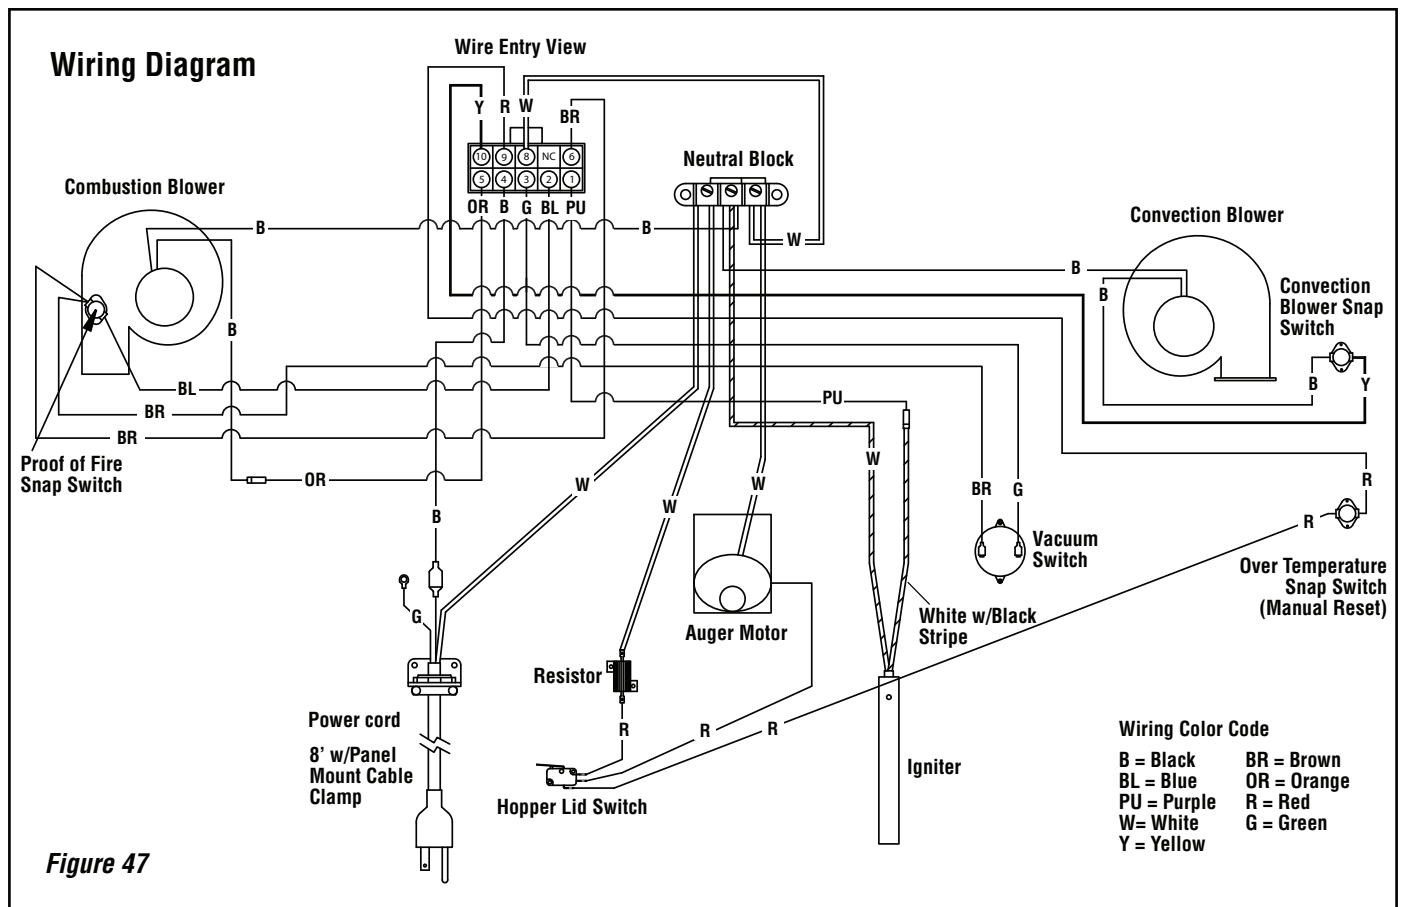 Wiring Diagram
Wire Entry View
Y
R
W
BR
10
9
8
NC
6
5
4
3
2
1
OR
B
G
BL
PU
Neutral Block
Combustion Blower
Convection Blower
B
B
W
B
B
Convection
Blower Snap
Switch
B
Y
B
BL
BR
BR
PU
Proof of Fire
Snap Switch
OR
W
W
W
W
BR
G
R
R
B
Vacuum
Switch
Over Temperature
Snap Switch
(Manual Reset)
G
White w/Black
Stripe
Auger Motor
Resistor
Power cord
8' w/Panel
Mount Cable
Clamp
R
R
R
Hopper Lid Switch
Igniter
Wiring Color Code
B = Black
BR = Brown
BL = Blue
OR = Orange
PU = Purple
R = Red
W= White
G = Green
Y = Yellow
Figure 47